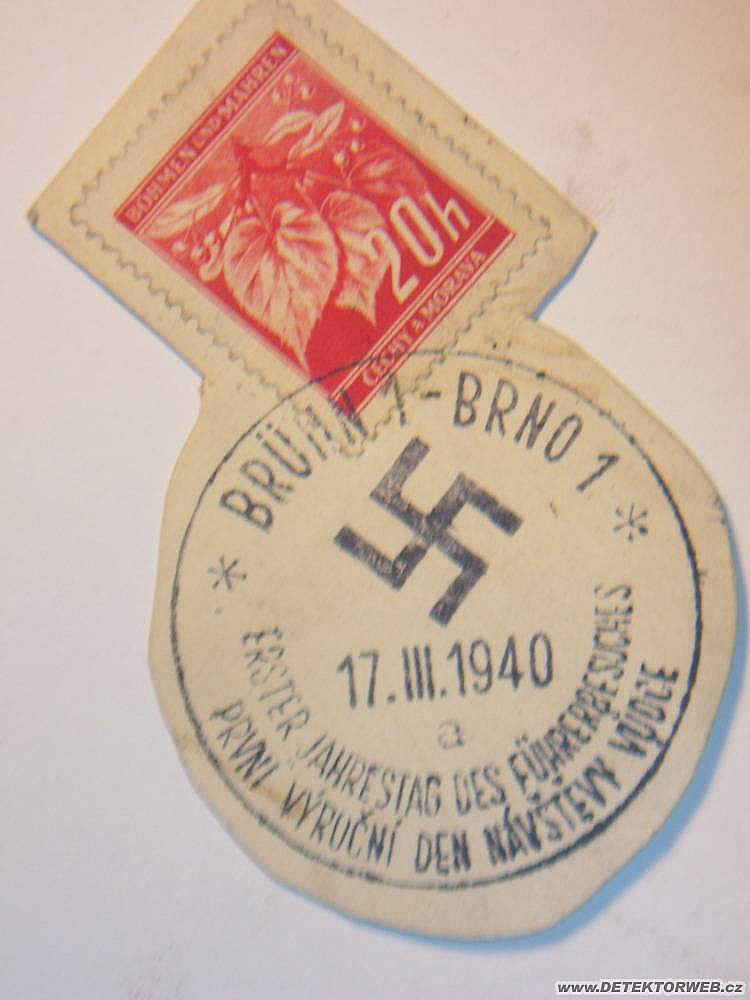 BÖHMEN UND MÄHREN
20h
ČECHY A MORAVA
* BRÜNN 1 - BRNO 1 *
17.III.1940
a
ERSTER JAHRESTAG DES FÜHRERBESUCHES
PRVNÍ VÝROČNÍ DEN NÁVŠTĚVY VŮDCE
www.DETEKTORWEB.cz